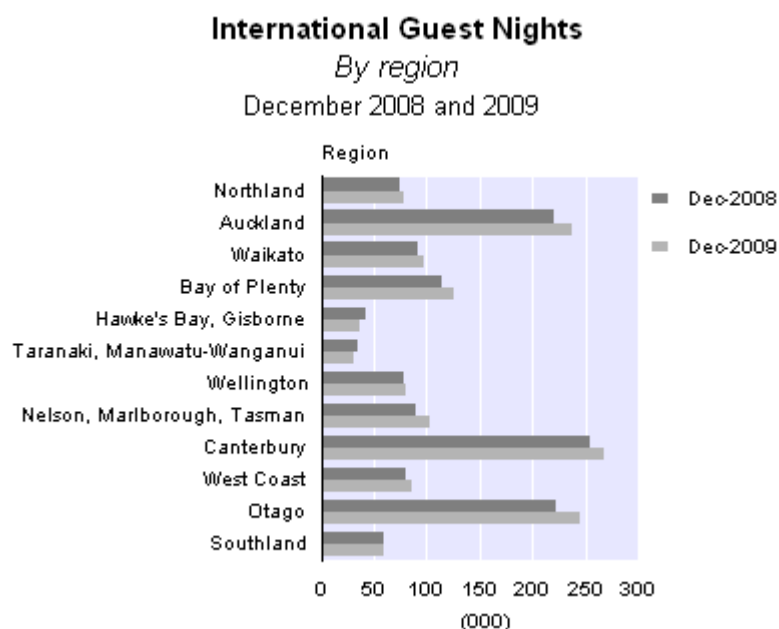 International Guest Nights
By region
December 2008 and 2009
Region
Northland
Auckland
Waikato
Bay of Plenty
Hawke's Bay, Gisborne
Taranaki, Manawatu-Wanganui
Wellington
Nelson, Marlborough, Tasman
Canterbury
West Coast
Otago
Southland
Dec-2008
Dec-2009
0 50 100 150 200 250 300
(000)